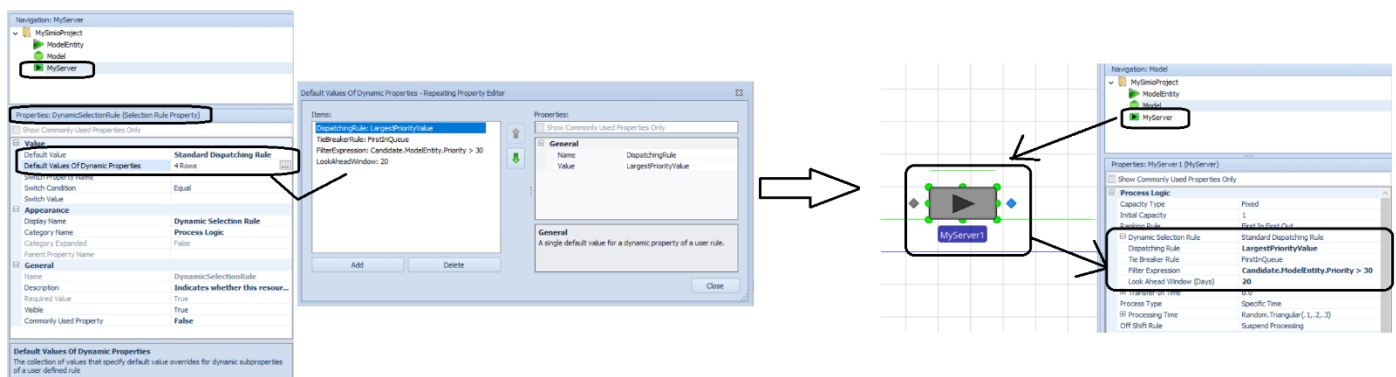 Navigation: MyServer
MySimioProject
ModelEntity
Model
MyServer
Properties: DynamicSelectionRule (Selection Rule Property)
Show Commonly Used Properties Only
Value
Default Value Standard Dispatching Rule
Default Values Of Dynamic Properties 4 Rows ...
Switch Property Name
Switch Condition Equal
Switch Value
Appearance
Display Name Dynamic Selection Rule
Category Name Process Logic
Category Expanded False
Parent Property Name
General
Name DynamicSelectionRule
Description Indicates whether this resour...
Required Value True
Visible True
Commonly Used Property False
Default Values Of Dynamic Properties
The collection of values that specify default value overrides for dynamic subproperties
of a user defined rule
Default Values Of Dynamic Properties - Repeating Property Editor
Items:
DispatchingRule: LargestPriorityValue
TieBreakerRule: FirstInQueue
FilterExpression: Candidate.ModelEntity.Priority > 30
LookAheadWindow: 20
Add Delete
Properties:
Show Commonly Used Properties Only
General
Name DispatchingRule
Value LargestPriorityValue
General
A single default value for a dynamic property of a user rule.
Close
MyServer1
Navigation: Model
MySimioProject
ModelEntity
Model
MyServer
Properties: MyServer1 (MyServer)
Show Commonly Used Properties Only
Process Logic
Capacity Type Fixed
Initial Capacity 1
Ranking Rule First In First Out
Dynamic Selection Rule Standard Dispatching Rule
Dispatching Rule LargestPriorityValue
Tie Breaker Rule FirstInQueue
Filter Expression Candidate.ModelEntity.Priority > 30
Look Ahead Window (Days) 20
Transfer-In Time 0.0
Process Type Specific Time
Processing Time Random.Triangular(.1,.2,.3)
Off Shift Rule Suspend Processing